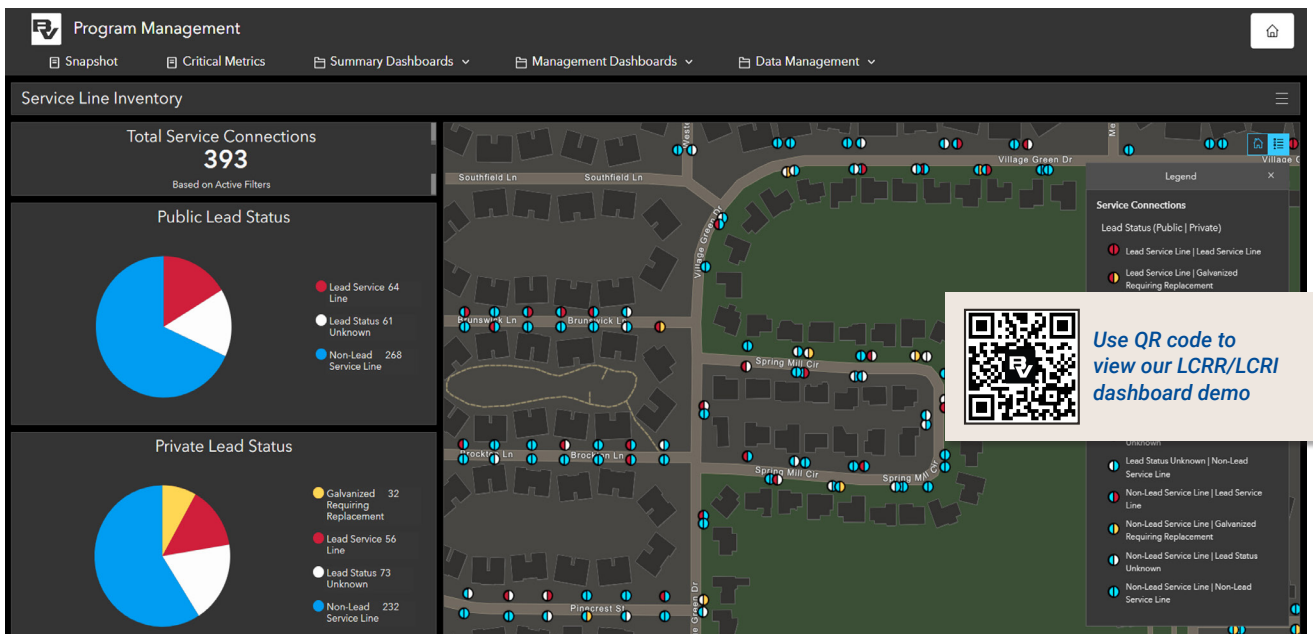 Program Management
Snapshot
Critical Metrics
Summary Dashboards
Management Dashboards
Data Management
Service Line Inventory
Total Service Connections
393
Based on Active Filters
Public Lead Status
Lead Service 64
Line
Lead Status 61
Unknown
Non-Lead 268
Service Line
Private Lead Status
Galvanized 32
Requiring
Replacement
Lead Service 56
Line
Lead Status 73
Unknown
Non-Lead 232
Service Line
Southfield Ln
Southfield Ln
Village Green Dr
Village Green Dr
Brunswick Ln
Brunswick Ln
Spring Mill Cir
Brockton Ln
Brockton Ln
Spring Mill Cir
Spring Mill Cir
Pinecrest St
Legend
Service Connections
Lead Status (Public | Private)
Lead Service Line | Lead Service Line
Lead Service Line | Galvanized
Requiring Replacement
Use QR code to
view our LCRR/LCRI
dashboard demo
Unknown
Lead Status Unknown | Non-Lead
Service Line
Non-Lead Service Line | Lead Service
Line
Non-Lead Service Line | Galvanized
Requiring Replacement
Non-Lead Service Line | Lead Status
Unknown
Non-Lead Service Line | Non-Lead
Service Line